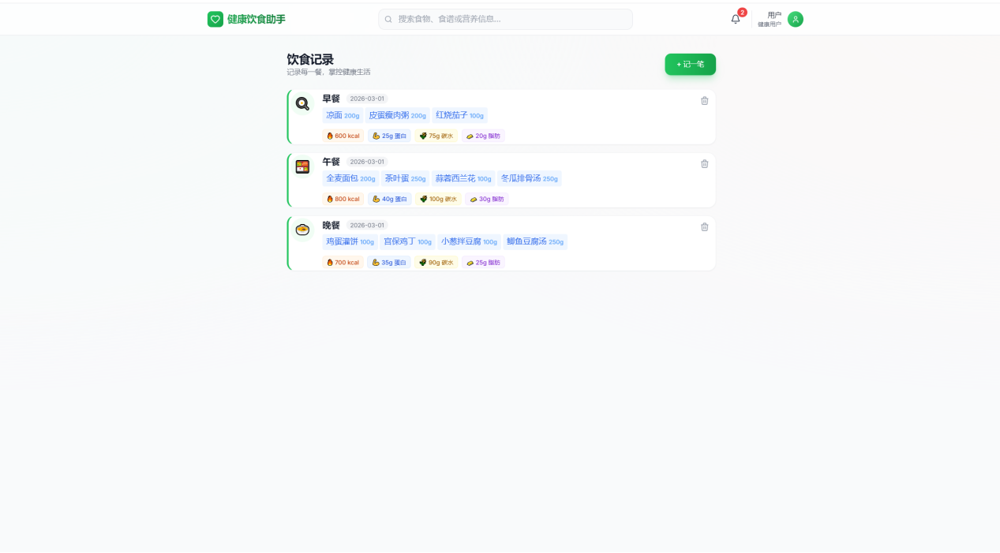 健康饮食助手
搜索食物、食谱或营养信息...
2
用户
健康用户
饮食记录
记录每一餐，掌控健康生活
+ 记一笔
早餐 2026-03-01
凉面 200g 皮蛋瘦肉粥 200g 红烧茄子 100g
600 kcal 25g 蛋白 75g 碳水 20g 脂肪
午餐 2026-03-01
全麦面包 200g 茶叶蛋 250g 蒜蓉西兰花 100g 冬瓜排骨汤 250g
800 kcal 40g 蛋白 100g 碳水 30g 脂肪
晚餐 2026-03-01
鸡蛋灌饼 100g 宫保鸡丁 100g 小葱拌豆腐 100g 鲫鱼豆腐汤 250g
700 kcal 35g 蛋白 90g 碳水 25g 脂肪